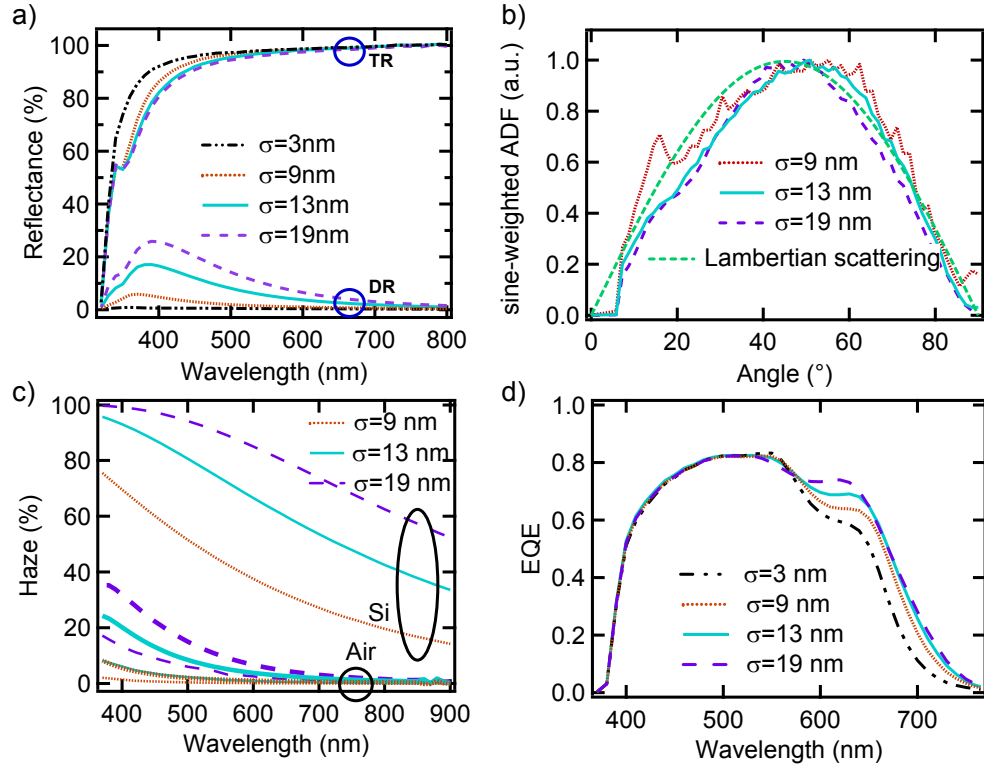 a)
Reflectance (%)
100
80
60
40
20
0
TR
σ=3nm
σ=9nm
σ=13nm
σ=19nm
DR
400 500 600 700 800
Wavelength (nm)
b)
sine-weighted ADF (a.u.)
1.0
0.8
0.6
0.4
0.2
0.0
σ=9 nm
σ=13 nm
σ=19 nm
Lambertian scattering
0 20 40 60 80
Angle (°)
c)
Haze (%)
100
80
60
40
20
0
σ=9 nm
σ=13 nm
σ=19 nm
Si
Air
400 500 600 700 800 900
Wavelength (nm)
d)
EQE
1.0
0.8
0.6
0.4
0.2
0.0
σ=3 nm
σ=9 nm
σ=13 nm
σ=19 nm
400 500 600 700
Wavelength (nm)